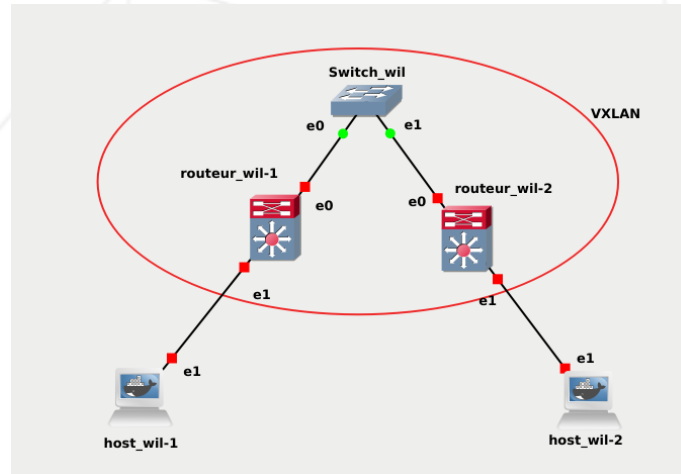 Switch_wil
e0
e1
VXLAN
routeur_wil-1
routeur_wil-2
e0
e0
e1
e1
e1
e1
host_wil-1
host_wil-2